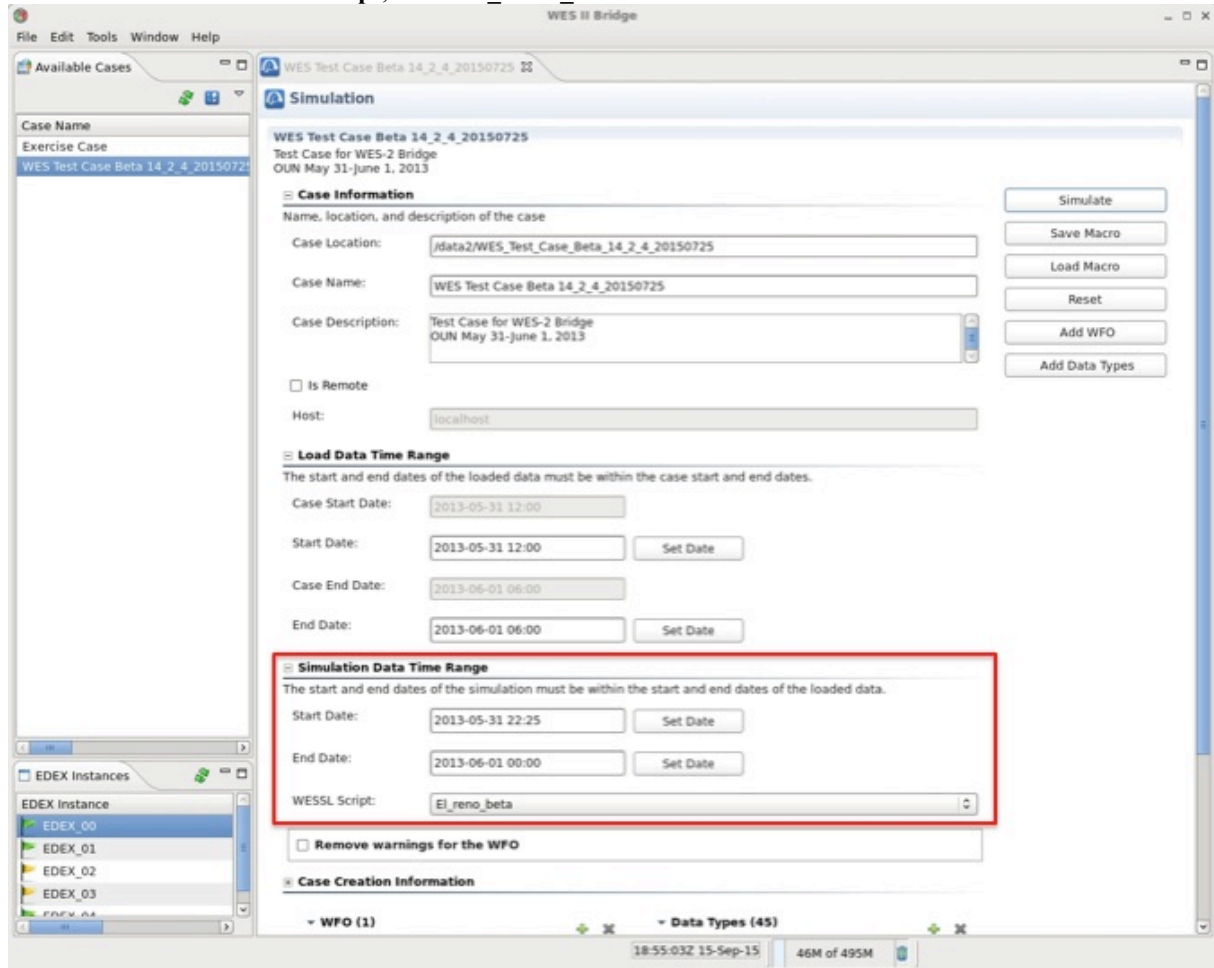 WES II Bridge
File Edit Tools Window Help
Available Cases
Case Name
Exercise Case
WES Test Case Beta 14_2_4_20150725
WES Test Case Beta 14_2_4_20150725
Simulation
WES Test Case Beta 14_2_4_20150725
Test Case for WES-2 Bridge
OUN May 31-June 1, 2013
Case Information
Name, location, and description of the case
Case Location: /data2/WES_Test_Case_Beta_14_2_4_20150725
Case Name: WES Test Case Beta 14_2_4_20150725
Case Description: Test Case for WES-2 Bridge
OUN May 31-June 1, 2013
Is Remote
Host: localhost
Simulate
Save Macro
Load Macro
Reset
Add WFO
Add Data Types
Load Data Time Range
The start and end dates of the loaded data must be within the case start and end dates.
Case Start Date: 2013-05-31 12:00
Start Date: 2013-05-31 12:00 Set Date
Case End Date: 2013-06-01 06:00
End Date: 2013-06-01 06:00 Set Date
Simulation Data Time Range
The start and end dates of the simulation must be within the start and end dates of the loaded data.
Start Date: 2013-05-31 22:25 Set Date
End Date: 2013-06-01 00:00 Set Date
WESSL Script: El_reno_beta
Remove warnings for the WFO
Case Creation Information
WFO (1) Data Types (45)
EDEX Instances
EDEX Instance
EDEX_00
EDEX_01
EDEX_02
EDEX_03
18:55:03Z 15-Sep-15 46M of 495M